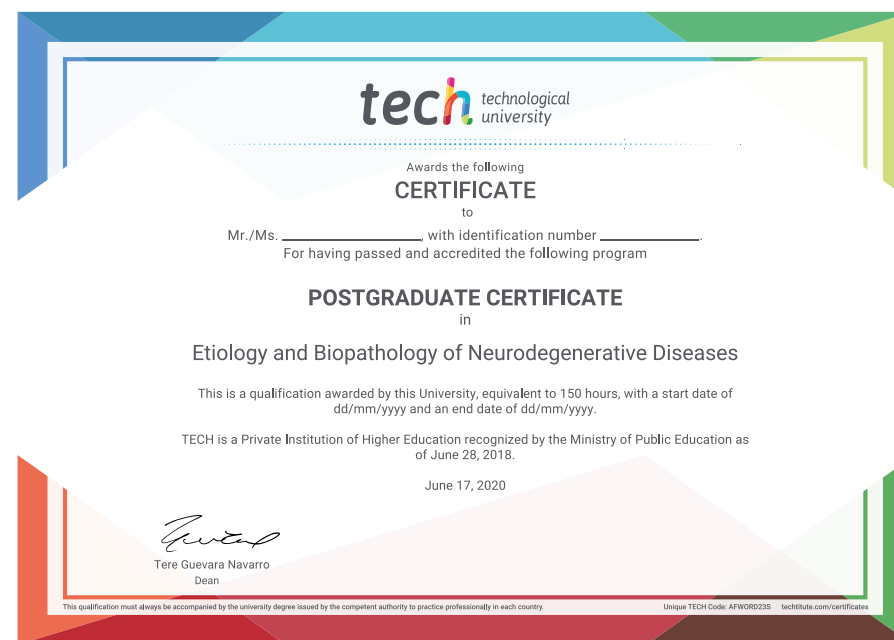 tech technological
university
Awards the following
CERTIFICATE
to
Mr./Ms. ____________, with identification number ____________.
For having passed and accredited the following program
POSTGRADUATE CERTIFICATE
in
Etiology and Biopathology of Neurodegenerative Diseases
This is a qualification awarded by this University, equivalent to 150 hours, with a start date of
dd/mm/yyyy and an end date of dd/mm/yyyy.
TECH is a Private Institution of Higher Education recognized by the Ministry of Public Education as
of June 28, 2018.
June 17, 2020
Tere Guevara Navarro
Dean
This qualification must always be accompanied by the university degree issued by the competent authority to practice professionally in each country.
Unique TECH Code: AFWORD23S techtitute.com/certificates